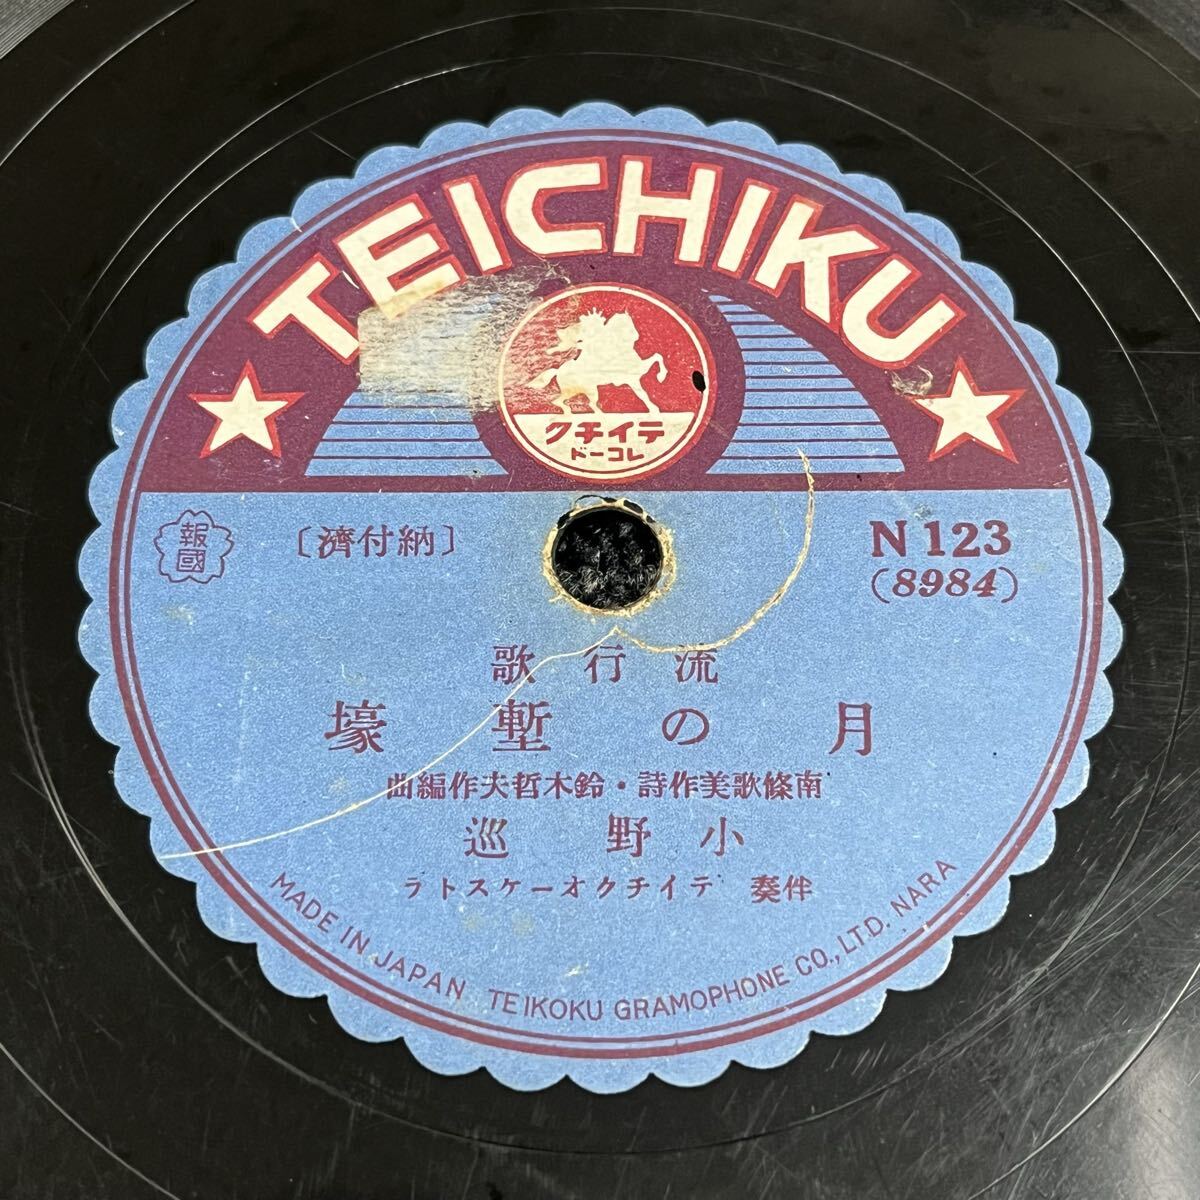 TEICHIKU
テイチク
レコード
報國
〔納付濟〕
N123
(8984)
流行歌
月の塹壕
南條歌美作詩・鈴木哲夫作編曲
小野巡
伴奏 テイチクオーケストラ
MADE IN JAPAN TEIKOKU GRAMOPHONE CO., LTD. NARA